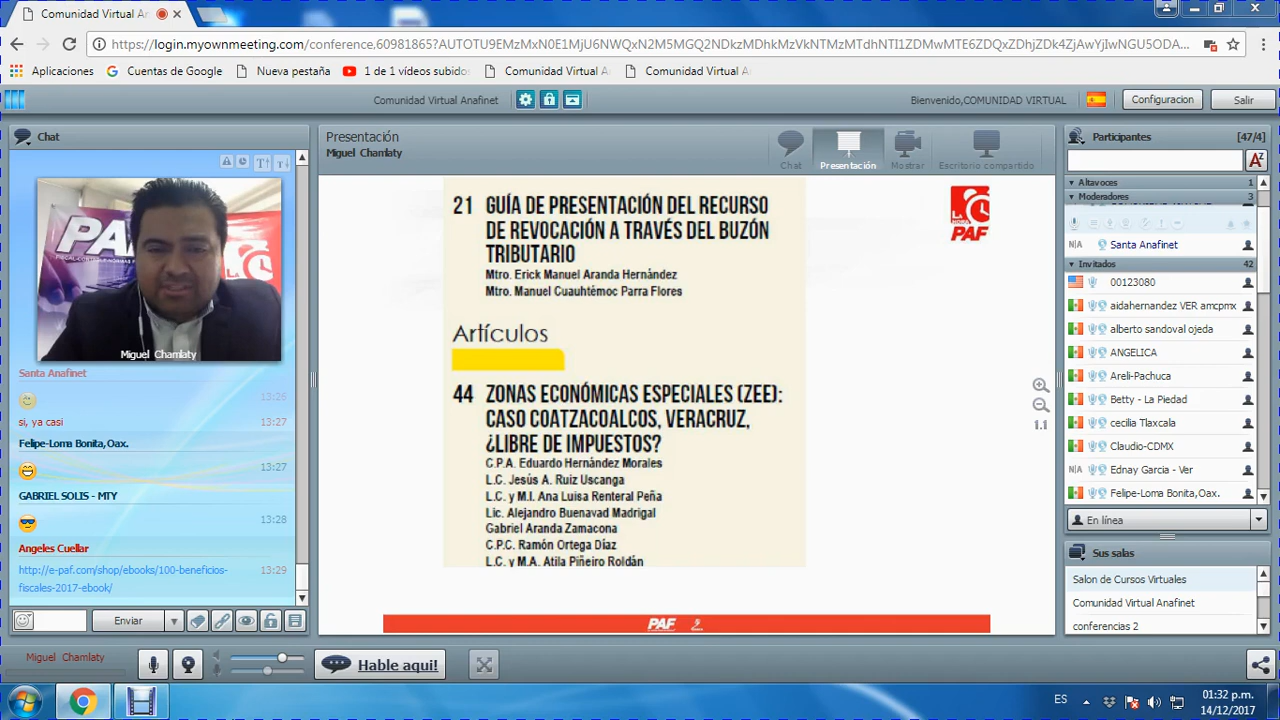 Comunidad Virtual Anafi
https://login.myownmeeting.com/conference.60981865?AUTOTU9EMzMxN0E1MjU6NWQxN2M5MGQ2NDkzMDhkMzVkNTMzMTdhNTI1ZDMwMTE6ZDQxZDhjZDk4ZjAwYjIwNGU5ODA...
Aplicaciones
Cuentas de Google
Nueva pestaña
1 de 1 vídeos subidos
Comunidad Virtual A
Comunidad Virtual A
Comunidad Virtual Anafinet
Bienvenido,COMUNIDAD VIRTUAL
Configuracion
Salir
Chat
PAF
Miguel Chamlaty
Santa Anafinet
13:26
si, ya casi
13:27
Felipe-Loma Bonita,Oax.
13:27
GABRIEL SOLIS - MTY
13:28
Angeles Cuellar
http://e-paf.com/shop/ebooks/100-beneficios-
13:29
fiscales-2017-ebook/
Enviar
Presentación
Miguel Chamlaty
Chat
Presentación
Mostrar
Escritorio compartido
21 GUÍA DE PRESENTACIÓN DEL RECURSO
DE REVOCACIÓN A TRAVÉS DEL BUZÓN
TRIBUTARIO
Mtro. Erick Manuel Aranda Hernández
Mtro. Manuel Cuauhtémoc Parra Flores
Artículos
44 ZONAS ECONÓMICAS ESPECIALES (ZEE):
CASO COATZACOALCOS, VERACRUZ,
¿LIBRE DE IMPUESTOS?
C.P.A. Eduardo Hernández Morales
L.C. Jesús A. Ruiz Uscanga
L.C. y M.I. Ana Luisa Renteral Peña
Lic. Alejandro Buenavad Madrigal
Gabriel Aranda Zamacona
C.P.C. Ramón Ortega Díaz
L.C. y M.A. Atila Piñeiro Roldán
LA HORA
PAF
PAF
1.1
Participantes
[47/4]
Altavoces 1
Moderadores 3
N/A Santa Anafinet
Invitados 42
00123080
aidahernandez VER amcpmx
alberto sandoval ojeda
ANGELICA
Areli-Pachuca
Betty - La Piedad
cecilia Tlaxcala
Claudio-CDMX
N/A Ednay Garcia - Ver
Felipe-Loma Bonita,Oax.
En línea
Sus salas
Salon de Cursos Virtuales
Comunidad Virtual Anafinet
conferencias 2
Miguel Chamlaty
Hable aqui!
ES
01:32 p.m.
14/12/2017